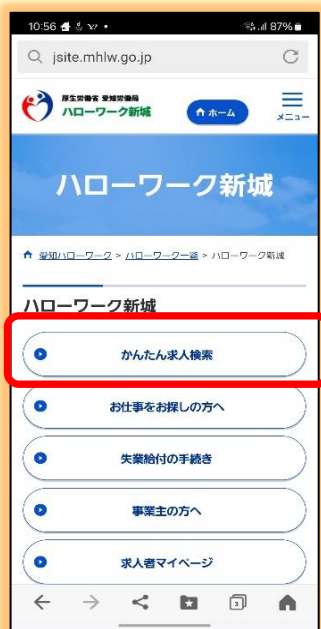 10:56
87%
jsite.mhlw.go.jp
厚生労働省 愛知労働局
ハローワーク新城
ホーム
メニュー
ハローワーク新城
愛知ハローワーク > ハローワーク一覧 > ハローワーク新城
ハローワーク新城
かんたん求人検索
お仕事をお探しの方へ
失業給付の手続き
事業主の方へ
求人者マイページ
3